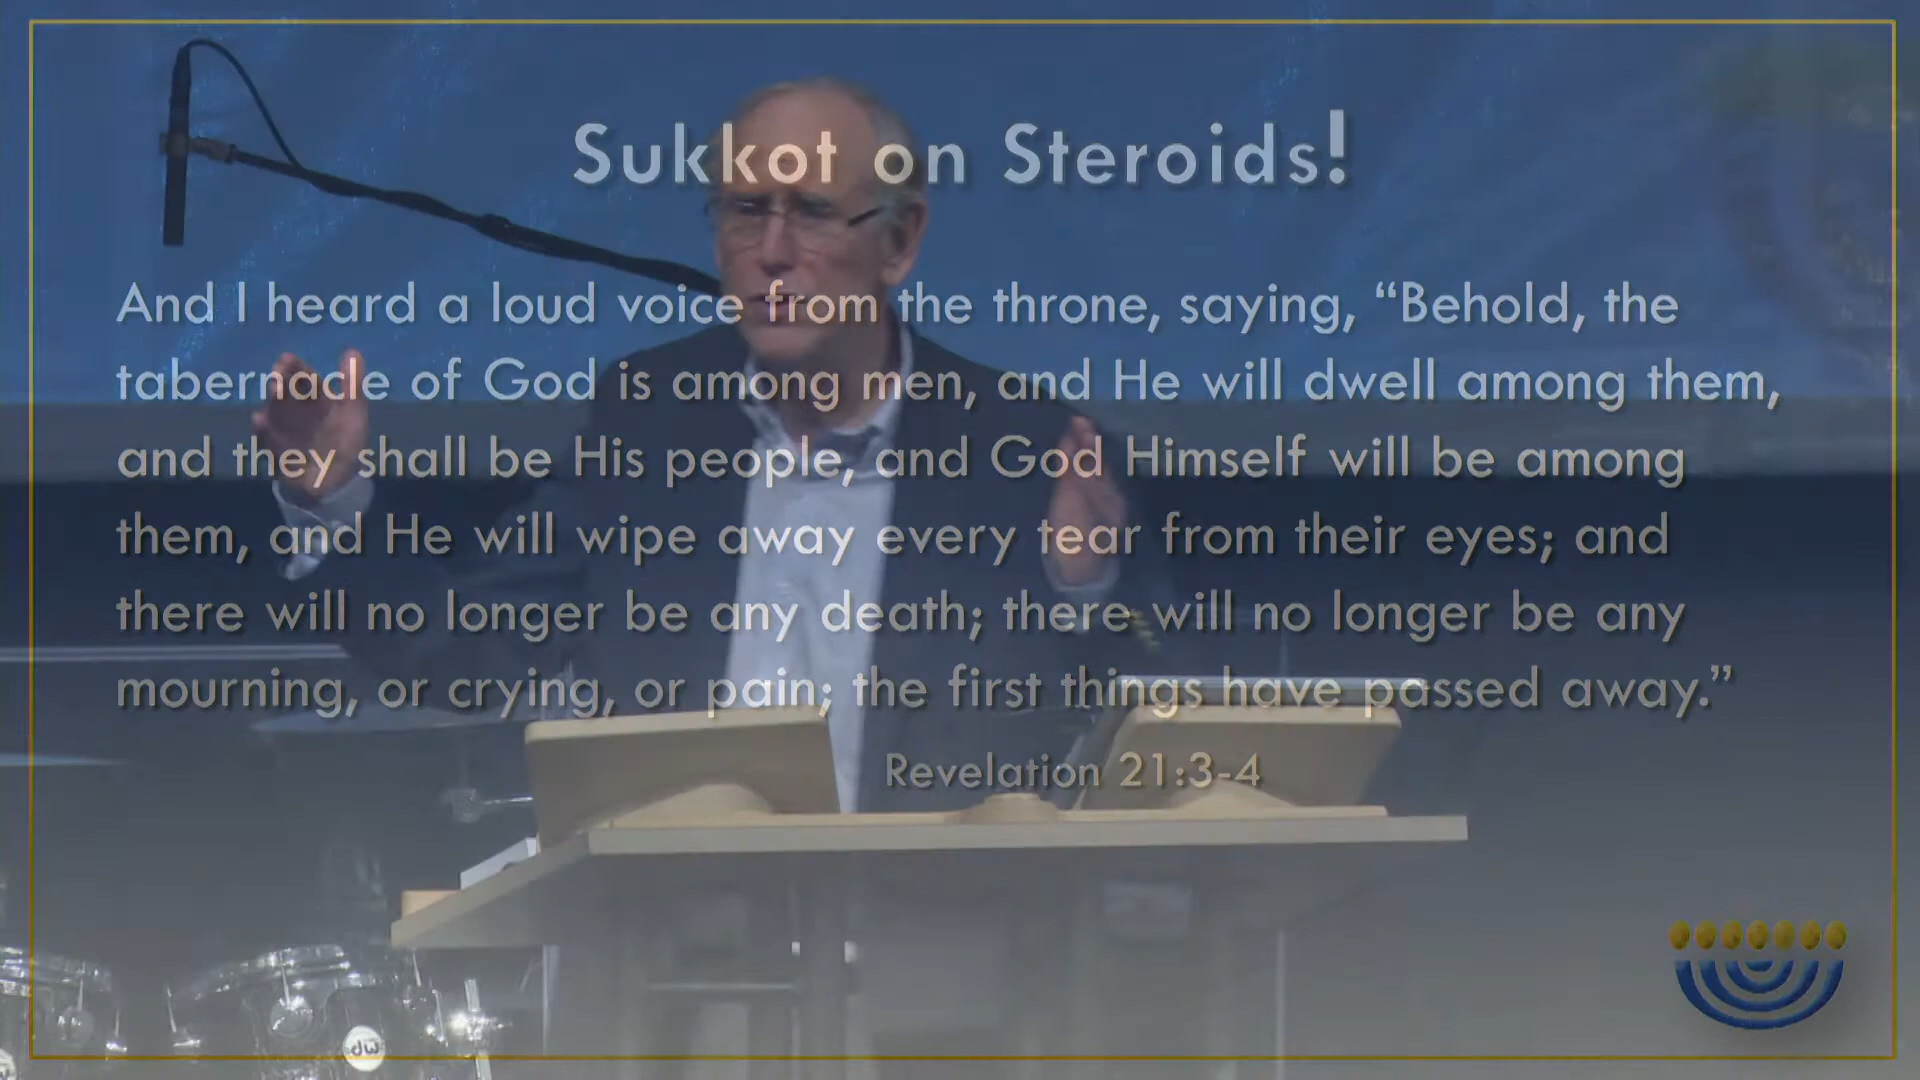 Sukkot on Steroids!
And I heard a loud voice from the throne, saying, “Behold, the
tabernacle of God is among men, and He will dwell among them,
and they shall be His people, and God Himself will be among
them, and He will wipe away every tear from their eyes; and
there will no longer be any death; there will no longer be any
mourning, or crying, or pain; the first things have passed away.”
Revelation 21:3-4
dw